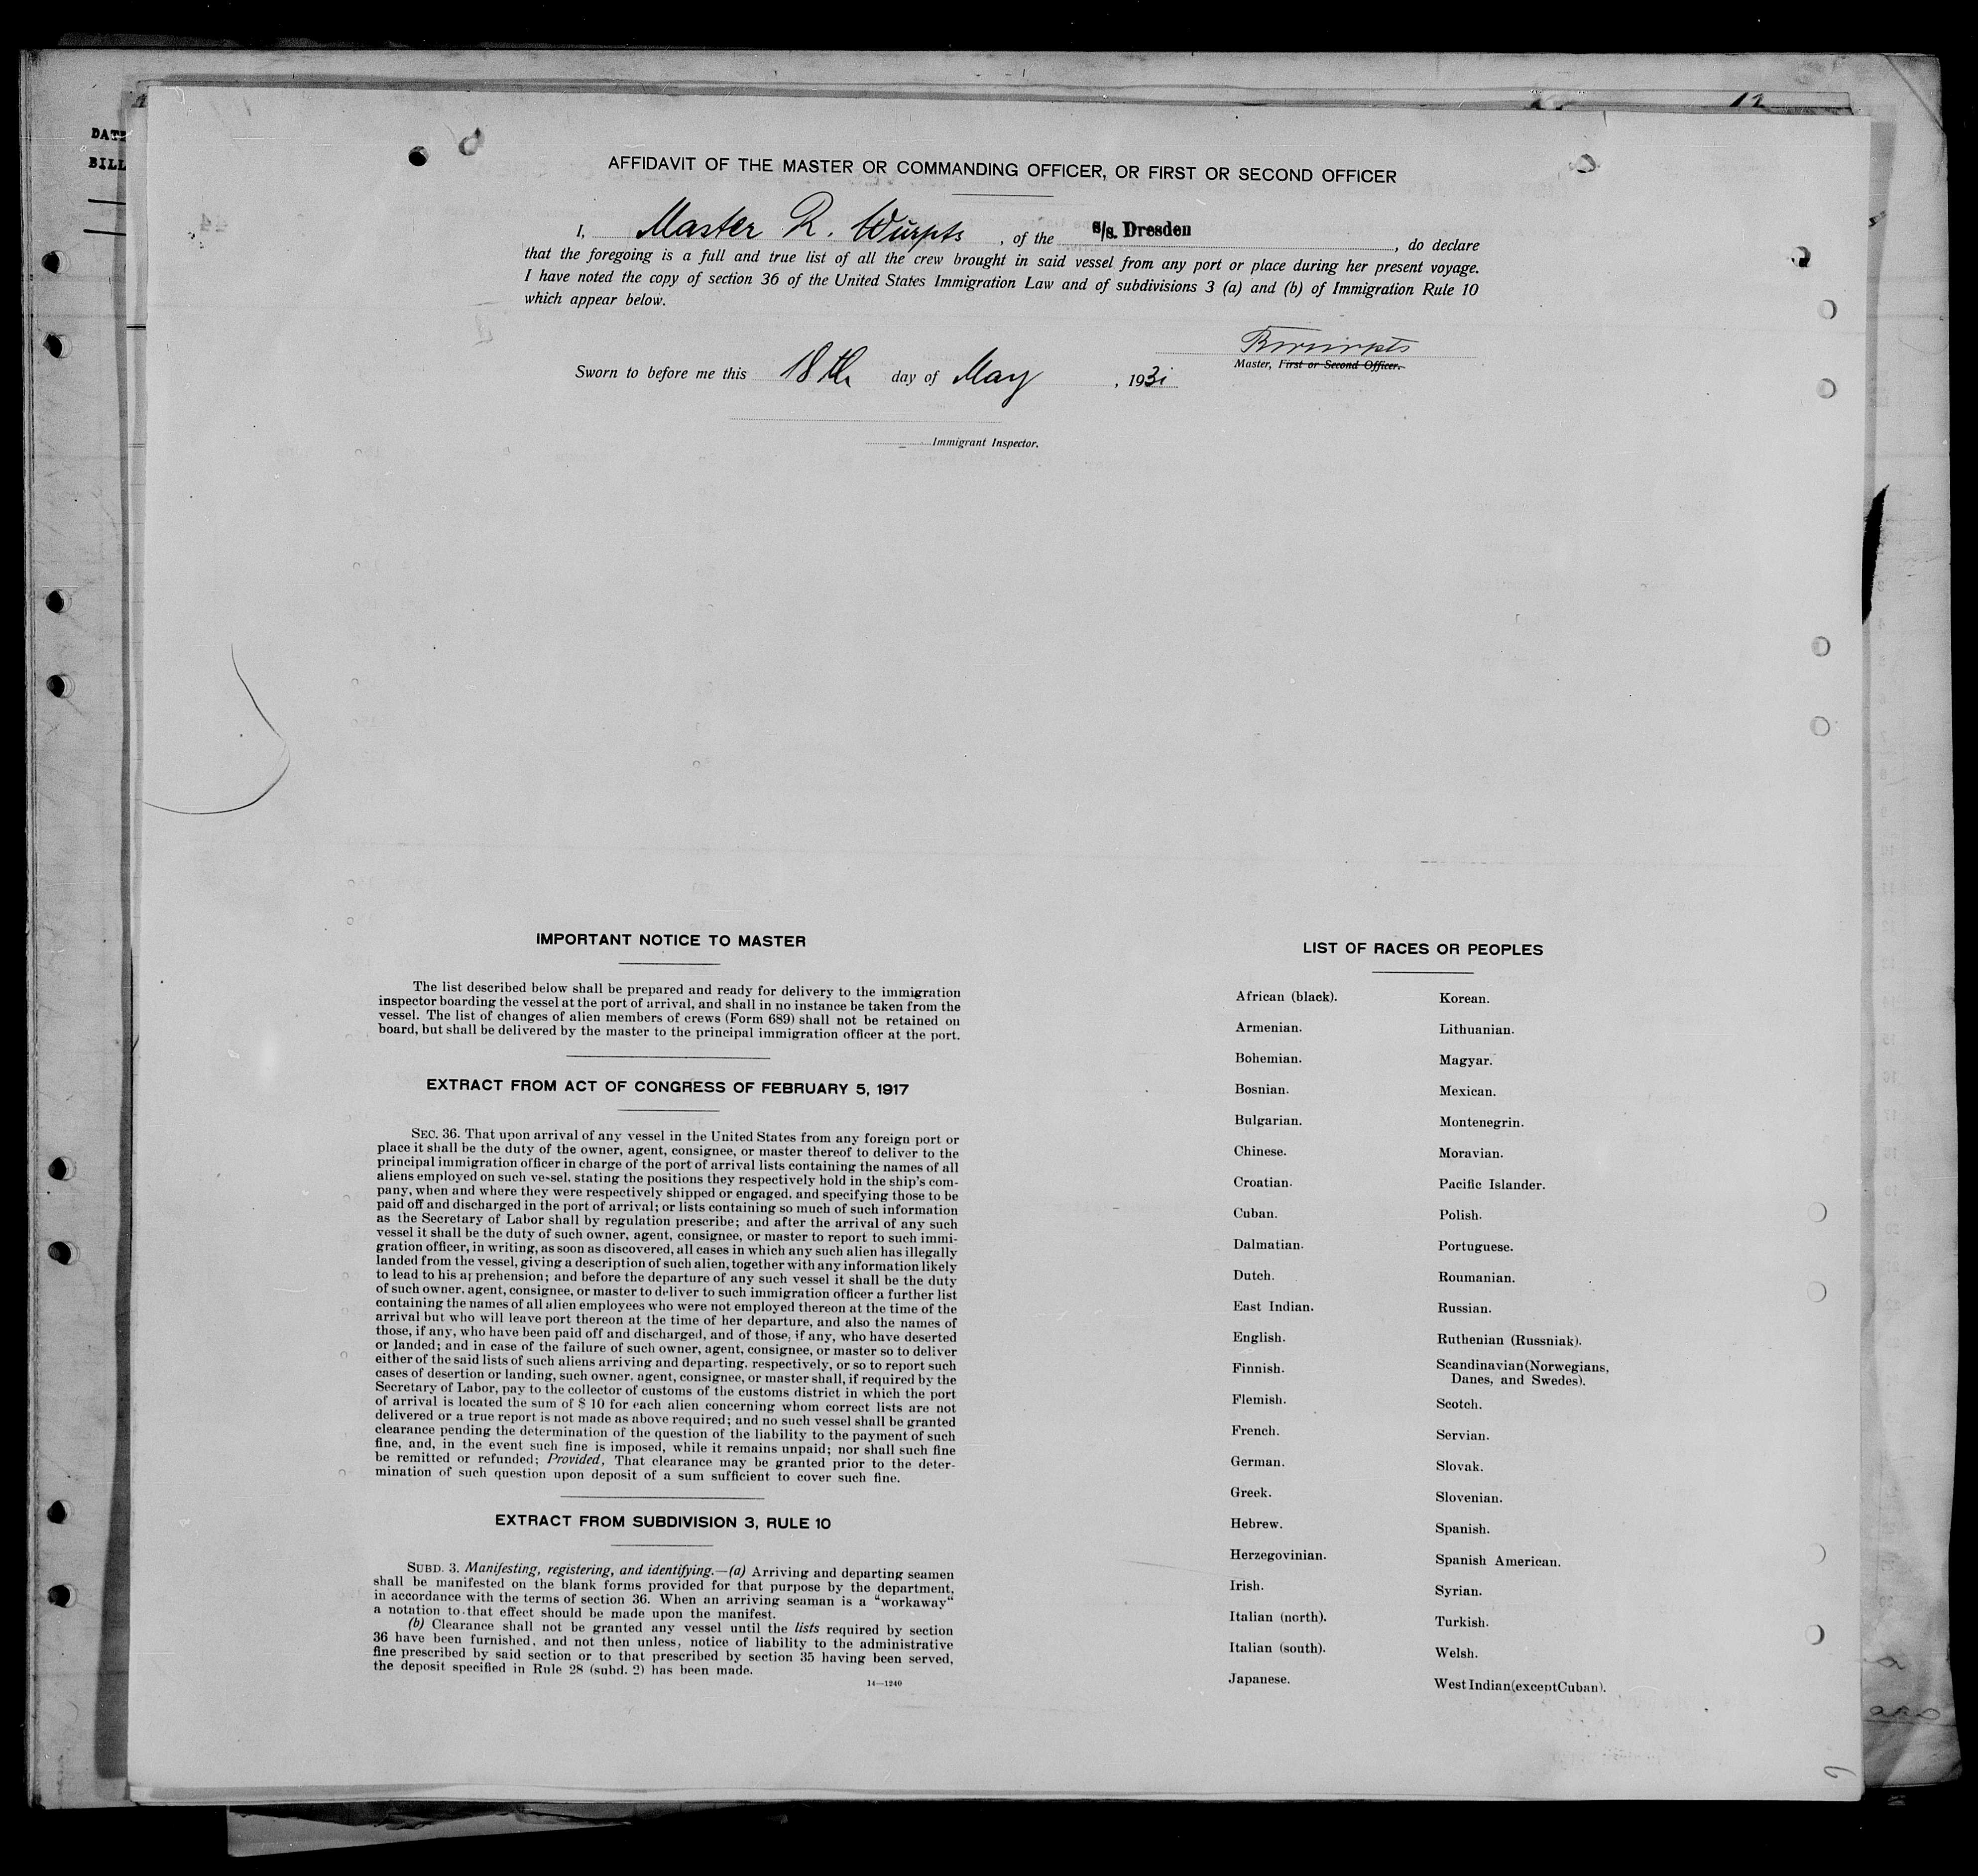 DATE
BILL
AFFIDAVIT OF THE MASTER OR COMMANDING OFFICER, OR FIRST OR SECOND OFFICER
I, Master R. Würpts, of the s/s. Dresden, do declare
that the foregoing is a full and true list of all the crew brought in said vessel from any port or place during her present voyage.
I have noted the copy of section 36 of the United States Immigration Law and of subdivisions 3 (a) and (b) of Immigration Rule 10
which appear below.
Master, First or Second Officer.
Sworn to before me this 18th day of May, 1931
Immigrant Inspector.
IMPORTANT NOTICE TO MASTER
The list described below shall be prepared and ready for delivery to the immigration
inspector boarding the vessel at the port of arrival, and shall in no instance be taken from the
vessel. The list of changes of alien members of crews (Form 689) shall not be retained on
board, but shall be delivered by the master to the principal immigration officer at the port.
EXTRACT FROM ACT OF CONGRESS OF FEBRUARY 5, 1917
SEC. 36. That upon arrival of any vessel in the United States from any foreign port or
place it shall be the duty of the owner, agent, consignee, or master thereof to deliver to the
principal immigration officer in charge of the port of arrival lists containing the names of all
aliens employed on such vessel, stating the positions they respectively hold in the ship's com-
pany, when and where they were respectively shipped or engaged, and specifying those to be
paid off and discharged in the port of arrival; or lists containing so much of such information
as the Secretary of Labor shall by regulation prescribe; and after the arrival of any such
vessel it shall be the duty of such owner, agent, consignee, or master to report to such immi-
gration officer, in writing, as soon as discovered, all cases in which any such alien has illegally
landed from the vessel, giving a description of such alien, together with any information likely
to lead to his apprehension; and before the departure of any such vessel it shall be the duty
of such owner, agent, consignee, or master to deliver to such immigration officer a further list
containing the names of all alien employees who were not employed thereon at the time of the
arrival but who will leave port thereon at the time of her departure, and also the names of
those, if any, who have been paid off and discharged, and of those, if any, who have deserted
or landed; and in case of the failure of such owner, agent, consignee, or master so to deliver
either of the said lists of such aliens arriving and departing, respectively, or so to report such
cases of desertion or landing, such owner, agent, consignee, or master shall, if required by the
Secretary of Labor, pay to the collector of customs of the customs district in which the port
of arrival is located the sum of $ 10 for each alien concerning whom correct lists are not
delivered or a true report is not made as above required; and no such vessel shall be granted
clearance pending the determination of the question of the liability to the payment of such
fine, and, in the event such fine is imposed, while it remains unpaid; nor shall such fine
be remitted or refunded; Provided, That clearance may be granted prior to the deter-
mination of such question upon deposit of a sum sufficient to cover such fine.
EXTRACT FROM SUBDIVISION 3, RULE 10
SUBD. 3. Manifesting, registering, and identifying.—(a) Arriving and departing seamen
shall be manifested on the blank forms provided for that purpose by the department,
in accordance with the terms of section 36. When an arriving seaman is a "workaway"
a notation to that effect should be made upon the manifest.
(b) Clearance shall not be granted any vessel until the lists required by section
36 have been furnished, and not then unless, notice of liability to the administrative
fine prescribed by said section or to that prescribed by section 35 having been served,
the deposit specified in Rule 28 (subd. 2) has been made.
14—1240
LIST OF RACES OR PEOPLES
African (black).
Armenian.
Bohemian.
Bosnian.
Bulgarian.
Chinese.
Croatian.
Cuban.
Dalmatian.
Dutch.
East Indian.
English.
Finnish.
Flemish.
French.
German.
Greek.
Hebrew.
Herzegovinian.
Irish.
Italian (north).
Italian (south).
Japanese.
Korean.
Lithuanian.
Magyar.
Mexican.
Montenegrin.
Moravian.
Pacific Islander.
Polish.
Portuguese.
Roumanian.
Russian.
Ruthenian (Russniak).
Scandinavian (Norwegians,
Danes, and Swedes).
Scotch.
Servian.
Slovak.
Slovenian.
Spanish.
Spanish American.
Syrian.
Turkish.
Welsh.
West Indian (except Cuban).